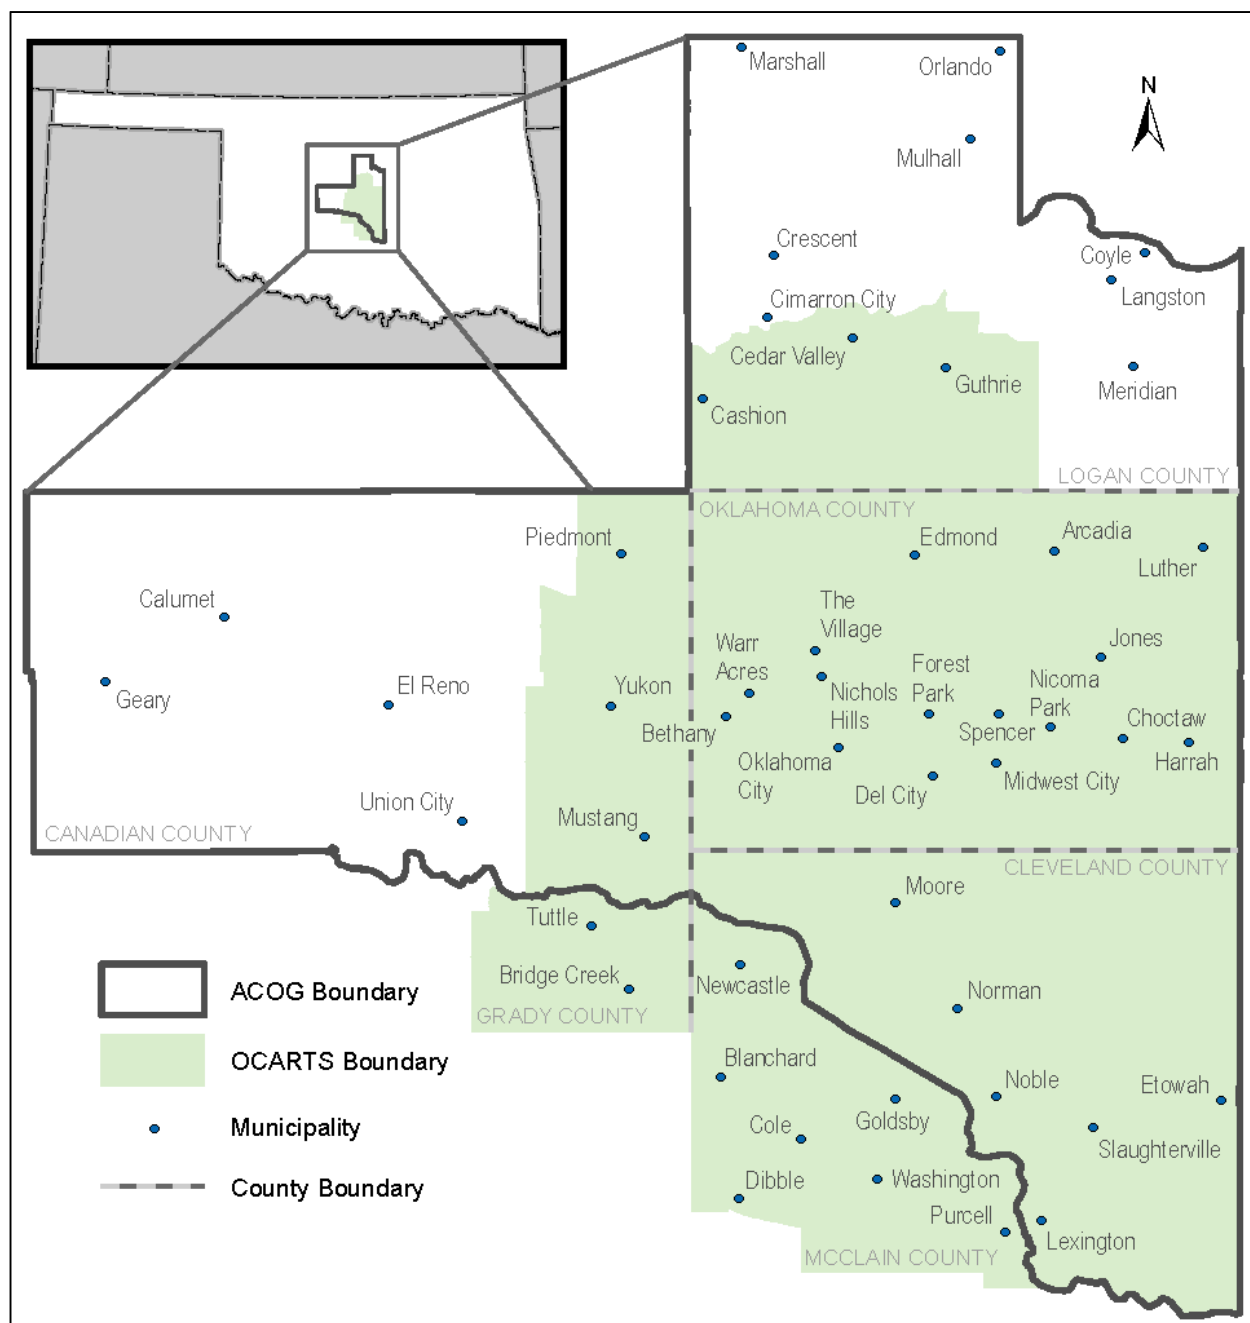 Marshall
Orlando
N
Mulhall
Crescent
Coyle
Langston
Cimarron City
Cedar Valley
Guthrie
Meridian
Cashion
LOGAN COUNTY
OKLAHOMA COUNTY
Piedmont
Edmond
Arcadia
Luther
Calumet
The
Village
Warr
Acres
Jones
Forest
Park
Nicoma
Park
Geary
El Reno
Yukon
Nichols
Hills
Bethany
Spencer
Choctaw
Harrah
Oklahoma
City
Del City
Midwest City
Union City
Mustang
CANADIAN COUNTY
CLEVELAND COUNTY
Moore
Tuttle
Bridge Creek
Newcastle
Norman
GRADY COUNTY
Blanchard
Noble
Etowah
Cole
Goldsby
Slaughterville
Dibble
Washington
Purcell
Lexington
MCCLAIN COUNTY
ACOG Boundary
OCARTS Boundary
Municipality
County Boundary